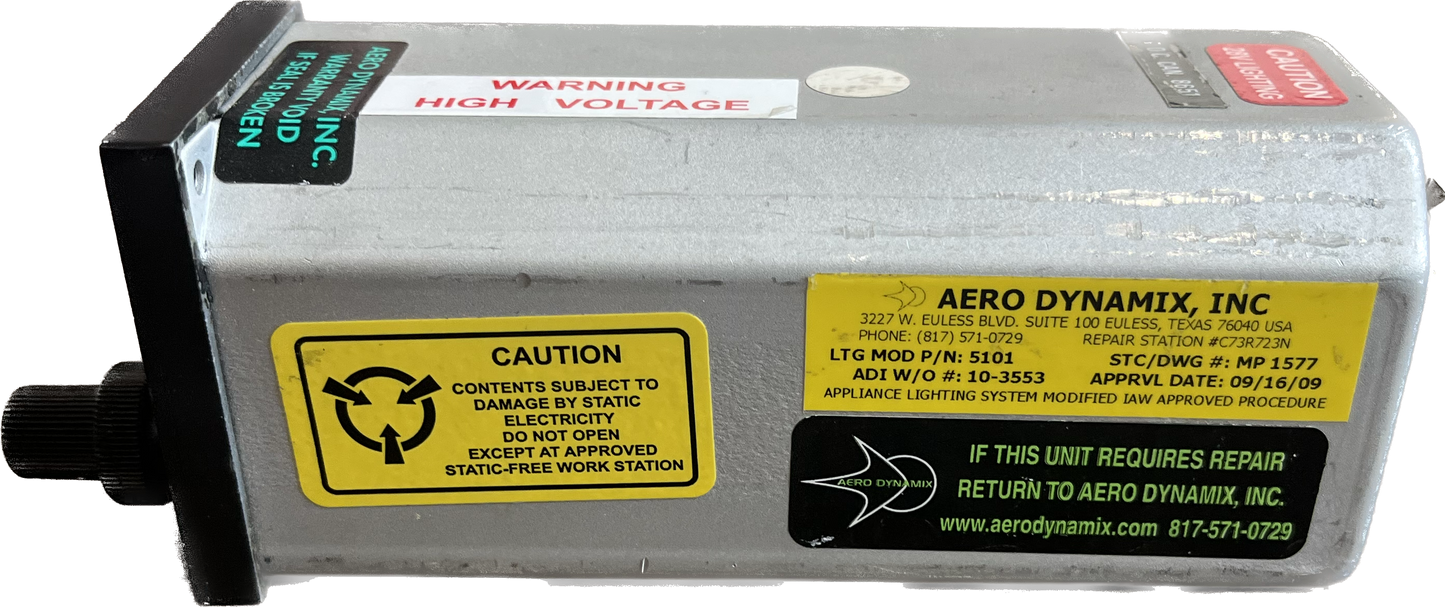 AERO DYNAMIX, INC.
WARRANTY VOID
IF SEAL IS BROKEN
WARNING
HIGH VOLTAGE
CAN 865
CAUTION
28V LIGHTING
CAUTION
CONTENTS SUBJECT TO
DAMAGE BY STATIC
ELECTRICITY
DO NOT OPEN
EXCEPT AT APPROVED
STATIC-FREE WORK STATION
AERO DYNAMIX, INC
3227 W. EULESS BLVD. SUITE 100 EULESS, TEXAS 76040 USA
PHONE: (817) 571-0729 REPAIR STATION #C73R723N
LTG MOD P/N: 5101 STC/DWG #: MP 1577
ADI W/O #: 10-3553 APPRVL DATE: 09/16/09
APPLIANCE LIGHTING SYSTEM MODIFIED IAW APPROVED PROCEDURE
AERO DYNAMIX
IF THIS UNIT REQUIRES REPAIR
RETURN TO AERO DYNAMIX, INC.
www.aerodynamix.com 817-571-0729